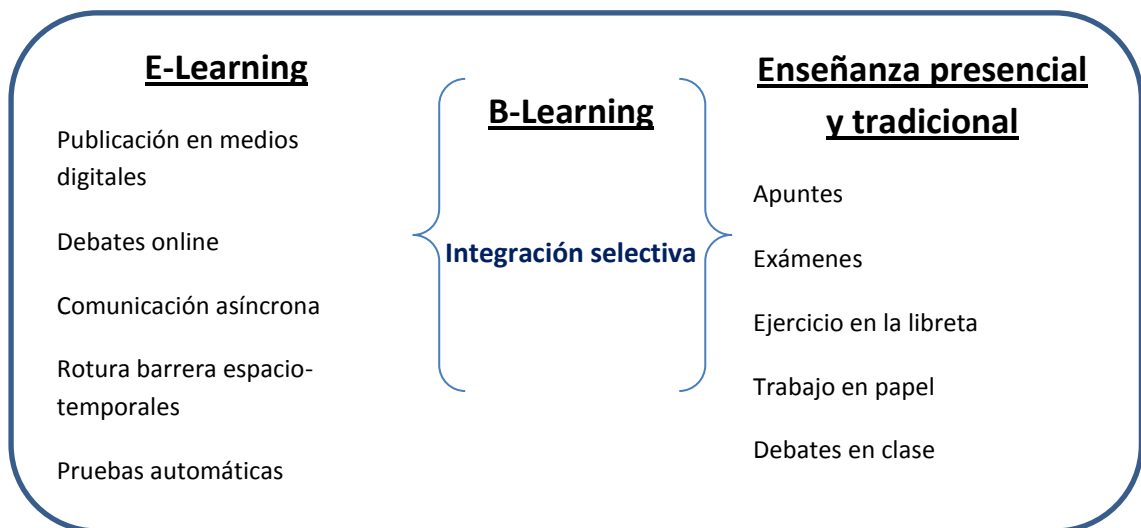 E-Learning
Publicación en medios
digitales
Debates online
Comunicación asíncrona
Rotura barrera espacio-
temporales
Pruebas automáticas
B-Learning
Integración selectiva
Enseñanza presencial
y tradicional
Apuntes
Exámenes
Ejercicio en la libreta
Trabajo en papel
Debates en clase